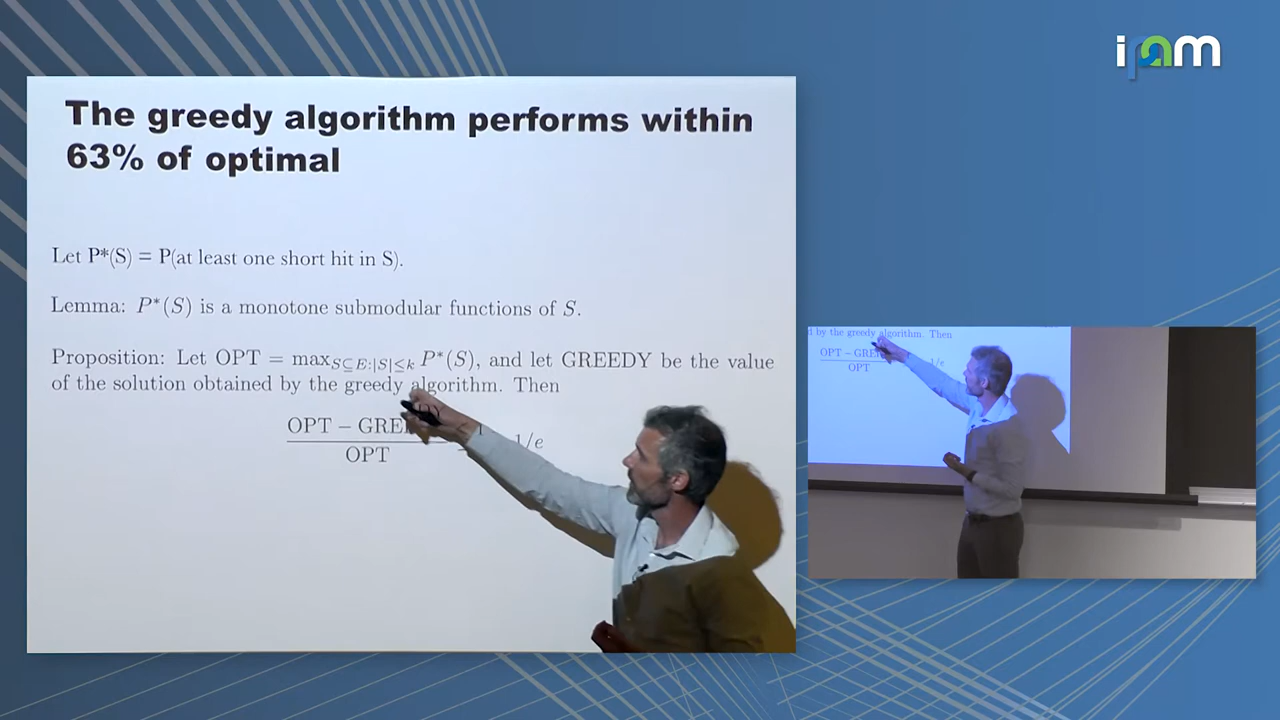 ipam
The greedy algorithm performs within
63% of optimal
Let P*(S) = P(at least one short hit in S).
Lemma: P*(S) is a monotone submodular functions of S.
Proposition: Let OPT = max_{S⊆E:|S|≤k} P*(S), and let GREEDY be the value
of the solution obtained by the greedy algorithm. Then
OPT − GRE
OPT
1/e
d by the greedy algorithm. Then
OPT − GRE
OPT
1/e